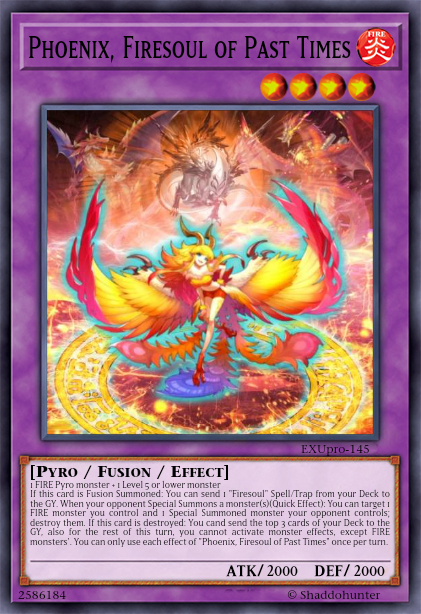 Phoenix, Firesoul of Past Times
FIRE
炎
EXUpro-145
[Pyro / Fusion / Effect]
1 FIRE Pyro monster + 1 Level 5 or lower monster
If this card is Fusion Summoned: You can send 1 "Firesoul" Spell/Trap from your Deck to
the GY. When your opponent Special Summons a monster(s)(Quick Effect): You can target 1
FIRE monster you control and 1 Special Summoned monster your opponent controls;
destroy them. If this card is destroyed: You cand send the top 3 cards of your Deck to the
GY, also for the rest of this turn, you cannot activate monster effects, except FIRE
monsters'. You can only use each effect of "Phoenix, Firesoul of Past Times" once per turn.
ATK/2000 DEF/2000
2586184
© Shaddohunter